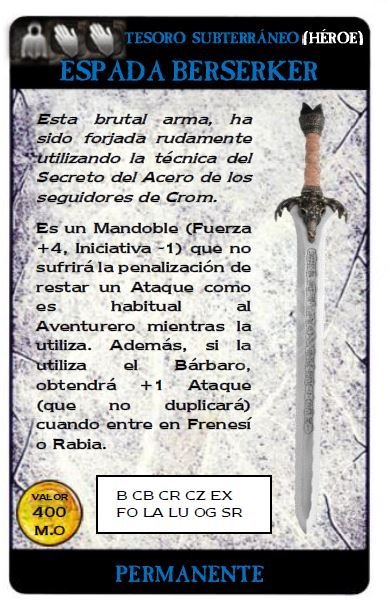 TESORO SUBTERRÁNEO (HÉROE)
ESPADA BERSERKER
Esta brutal arma, ha
sido forjada rudamente
utilizando la técnica del
Secreto del Acero de los
seguidores de Crom.
Es un Mandoble (Fuerza
+4, Iniciativa -1) que no
sufrirá la penalización de
restar un Ataque como
es habitual al
Aventurero mientras la
utiliza. Además, si la
utiliza el Bárbaro,
obtendrá +1 Ataque
(que no duplicará)
cuando entre en Frenesí
o Rabia.
VALOR
400
M.O
B CB CR CZ EX
FO LA LU OG SR
PERMANENTE